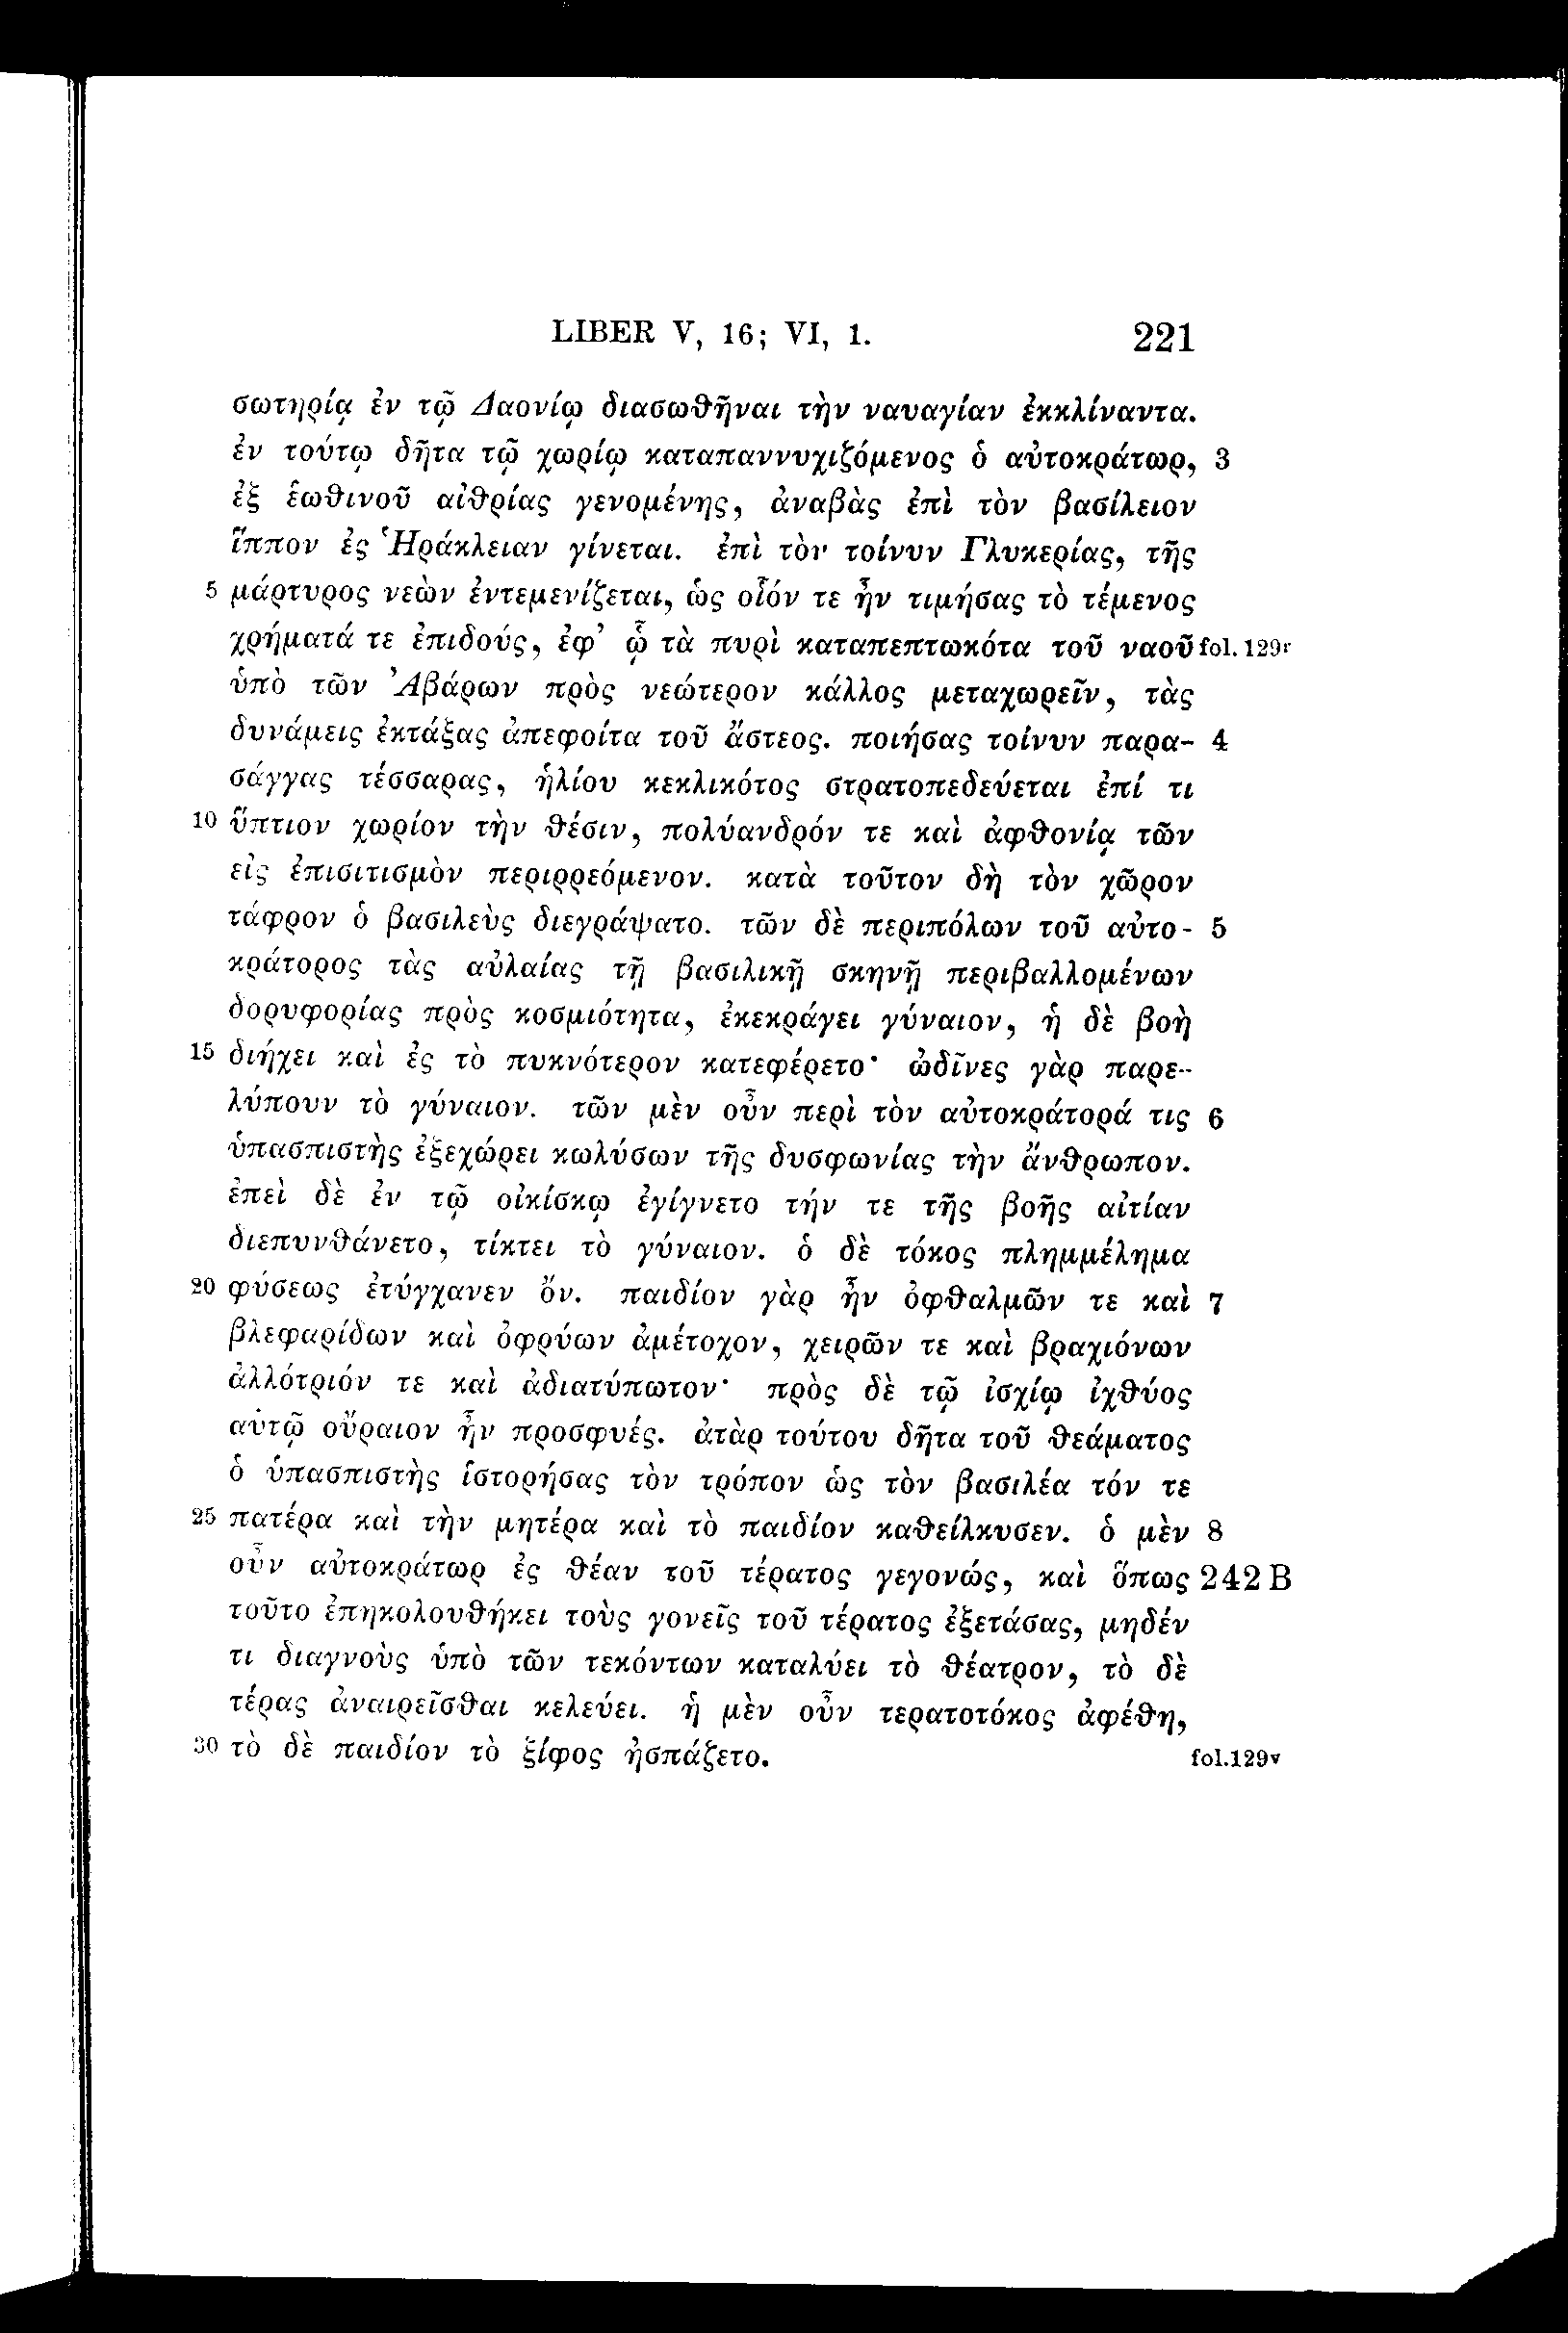 LIBER V, 16; VI, 1. 221
σωτηρίᾳ ἐν τῷ Δαονίῳ διασωθῆναι τὴν ναυαγίαν ἐκκλίναντα.
ἐν τούτῳ δῆτα τῷ χωρίῳ καταπαννυχιζόμενος ὁ αὐτοκράτωρ, 3
ἐξ ἑωθινοῦ αἰθρίας γενομένης, ἀναβὰς ἐπὶ τὸν βασίλειον
ἵππον ἐς Ἡράκλειαν γίνεται. ἐπὶ τὸν τοίνυν Γλυκερίας, τῆς
5 μάρτυρος νεὼν ἐντεμενίζεται, ὡς οἷόν τε ἦν τιμήσας τὸ τέμενος
χρήματά τε ἐπιδούς, ἐφ’ ᾧ τὰ πυρὶ καταπεπτωκότα τοῦ ναοῦ fol. 129r
ὑπὸ τῶν Ἀβάρων πρὸς νεώτερον κάλλος μεταχωρεῖν, τὰς
δυνάμεις ἐκτάξας ἀπεφοίτα τοῦ ἄστεος. ποιήσας τοίνυν παρα- 4
σάγγας τέσσαρας, ἡλίου κεκλικότος στρατοπεδεύεται ἐπί τι
10 ὕπτιον χωρίον τὴν θέσιν, πολύανδρόν τε καὶ ἀφθονίᾳ τῶν
εἰς ἐπισιτισμὸν περιρρεόμενον. κατὰ τοῦτον δὴ τὸν χῶρον
τάφρον ὁ βασιλεὺς διεγράψατο. τῶν δὲ περιπόλων τοῦ αὐτο- 5
κράτορος τὰς αὐλαίας τῇ βασιλικῇ σκηνῇ περιβαλλομένων
δορυφορίας πρὸς κοσμιότητα, ἐκεκράγει γύναιον, ἡ δὲ βοὴ
15 διήχει καὶ ἐς τὸ πυκνότερον κατεφέρετο· ὠδῖνες γὰρ παρε-
λύπουν τὸ γύναιον. τῶν μὲν οὖν περὶ τὸν αὐτοκράτορά τις 6
ὑπασπιστὴς ἐξεχώρει κωλύσων τῆς δυσφωνίας τὴν ἄνθρωπον.
ἐπεὶ δὲ ἐν τῷ οἰκίσκῳ ἐγίγνετο τήν τε τῆς βοῆς αἰτίαν
διεπυνθάνετο, τίκτει τὸ γύναιον. ὁ δὲ τόκος πλημμέλημα
20 φύσεως ἐτύγχανεν ὄν. παιδίον γὰρ ἦν ὀφθαλμῶν τε καὶ 7
βλεφαρίδων καὶ ὀφρύων ἀμέτοχον, χειρῶν τε καὶ βραχιόνων
ἀλλότριόν τε καὶ ἀδιατύπωτον· πρὸς δὲ τῷ ἰσχίῳ ἰχθύος
αὐτῷ οὔραιον ἦν προσφυές. ἀτὰρ τούτου δῆτα τοῦ θεάματος
ὁ ὑπασπιστὴς ἱστορήσας τὸν τρόπον ὡς τὸν βασιλέα τόν τε
25 πατέρα καὶ τὴν μητέρα καὶ τὸ παιδίον καθείλκυσεν. ὁ μὲν 8
οὖν αὐτοκράτωρ ἐς θέαν τοῦ τέρατος γεγονώς, καὶ ὅπως 242 B
τοῦτο ἐπηκολουθήκει τοὺς γονεῖς τοῦ τέρατος ἐξετάσας, μηδέν
τι διαγνοὺς ὑπὸ τῶν τεκόντων καταλύει τὸ θέατρον, τὸ δὲ
τέρας ἀναιρεῖσθαι κελεύει. ἡ μὲν οὖν τερατοτόκος ἀφέθη,
30 τὸ δὲ παιδίον τὸ ξίφος ἠσπάζετο. fol.129v